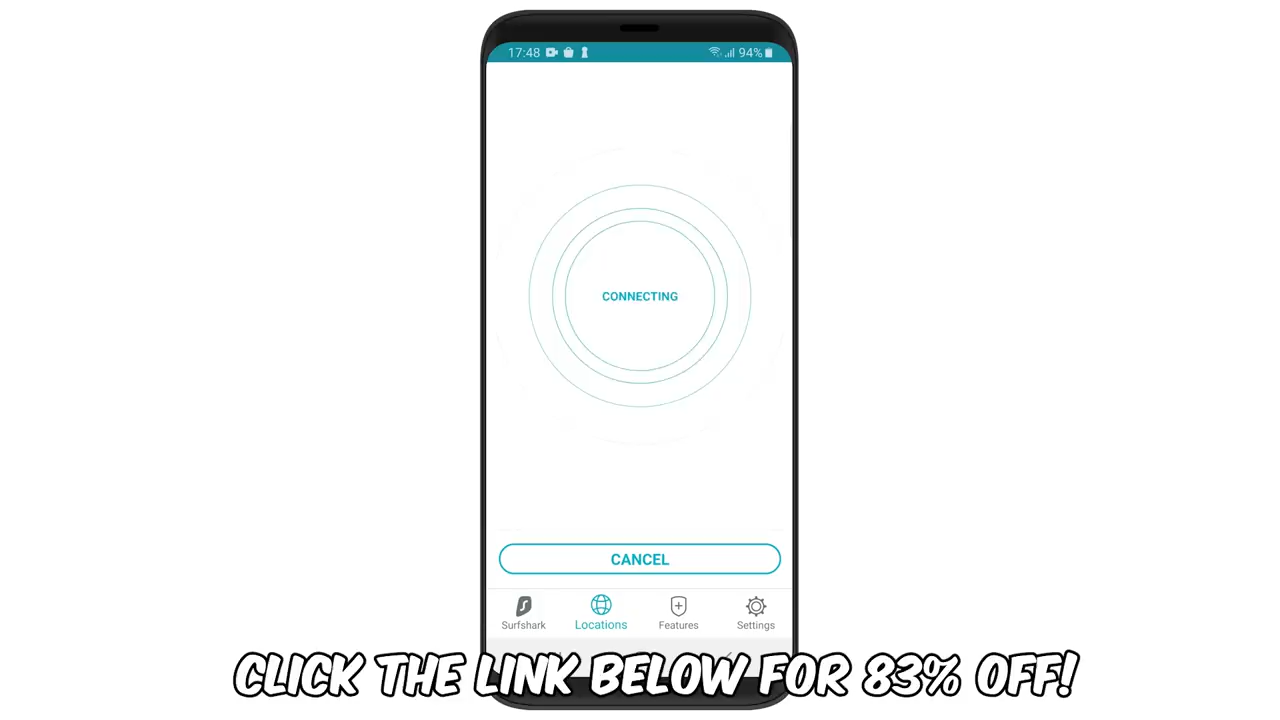 17:48 94%
CONNECTING
CANCEL
Surfshark Locations Features Settings
CLICK THE LINK BELOW FOR 83% OFF!